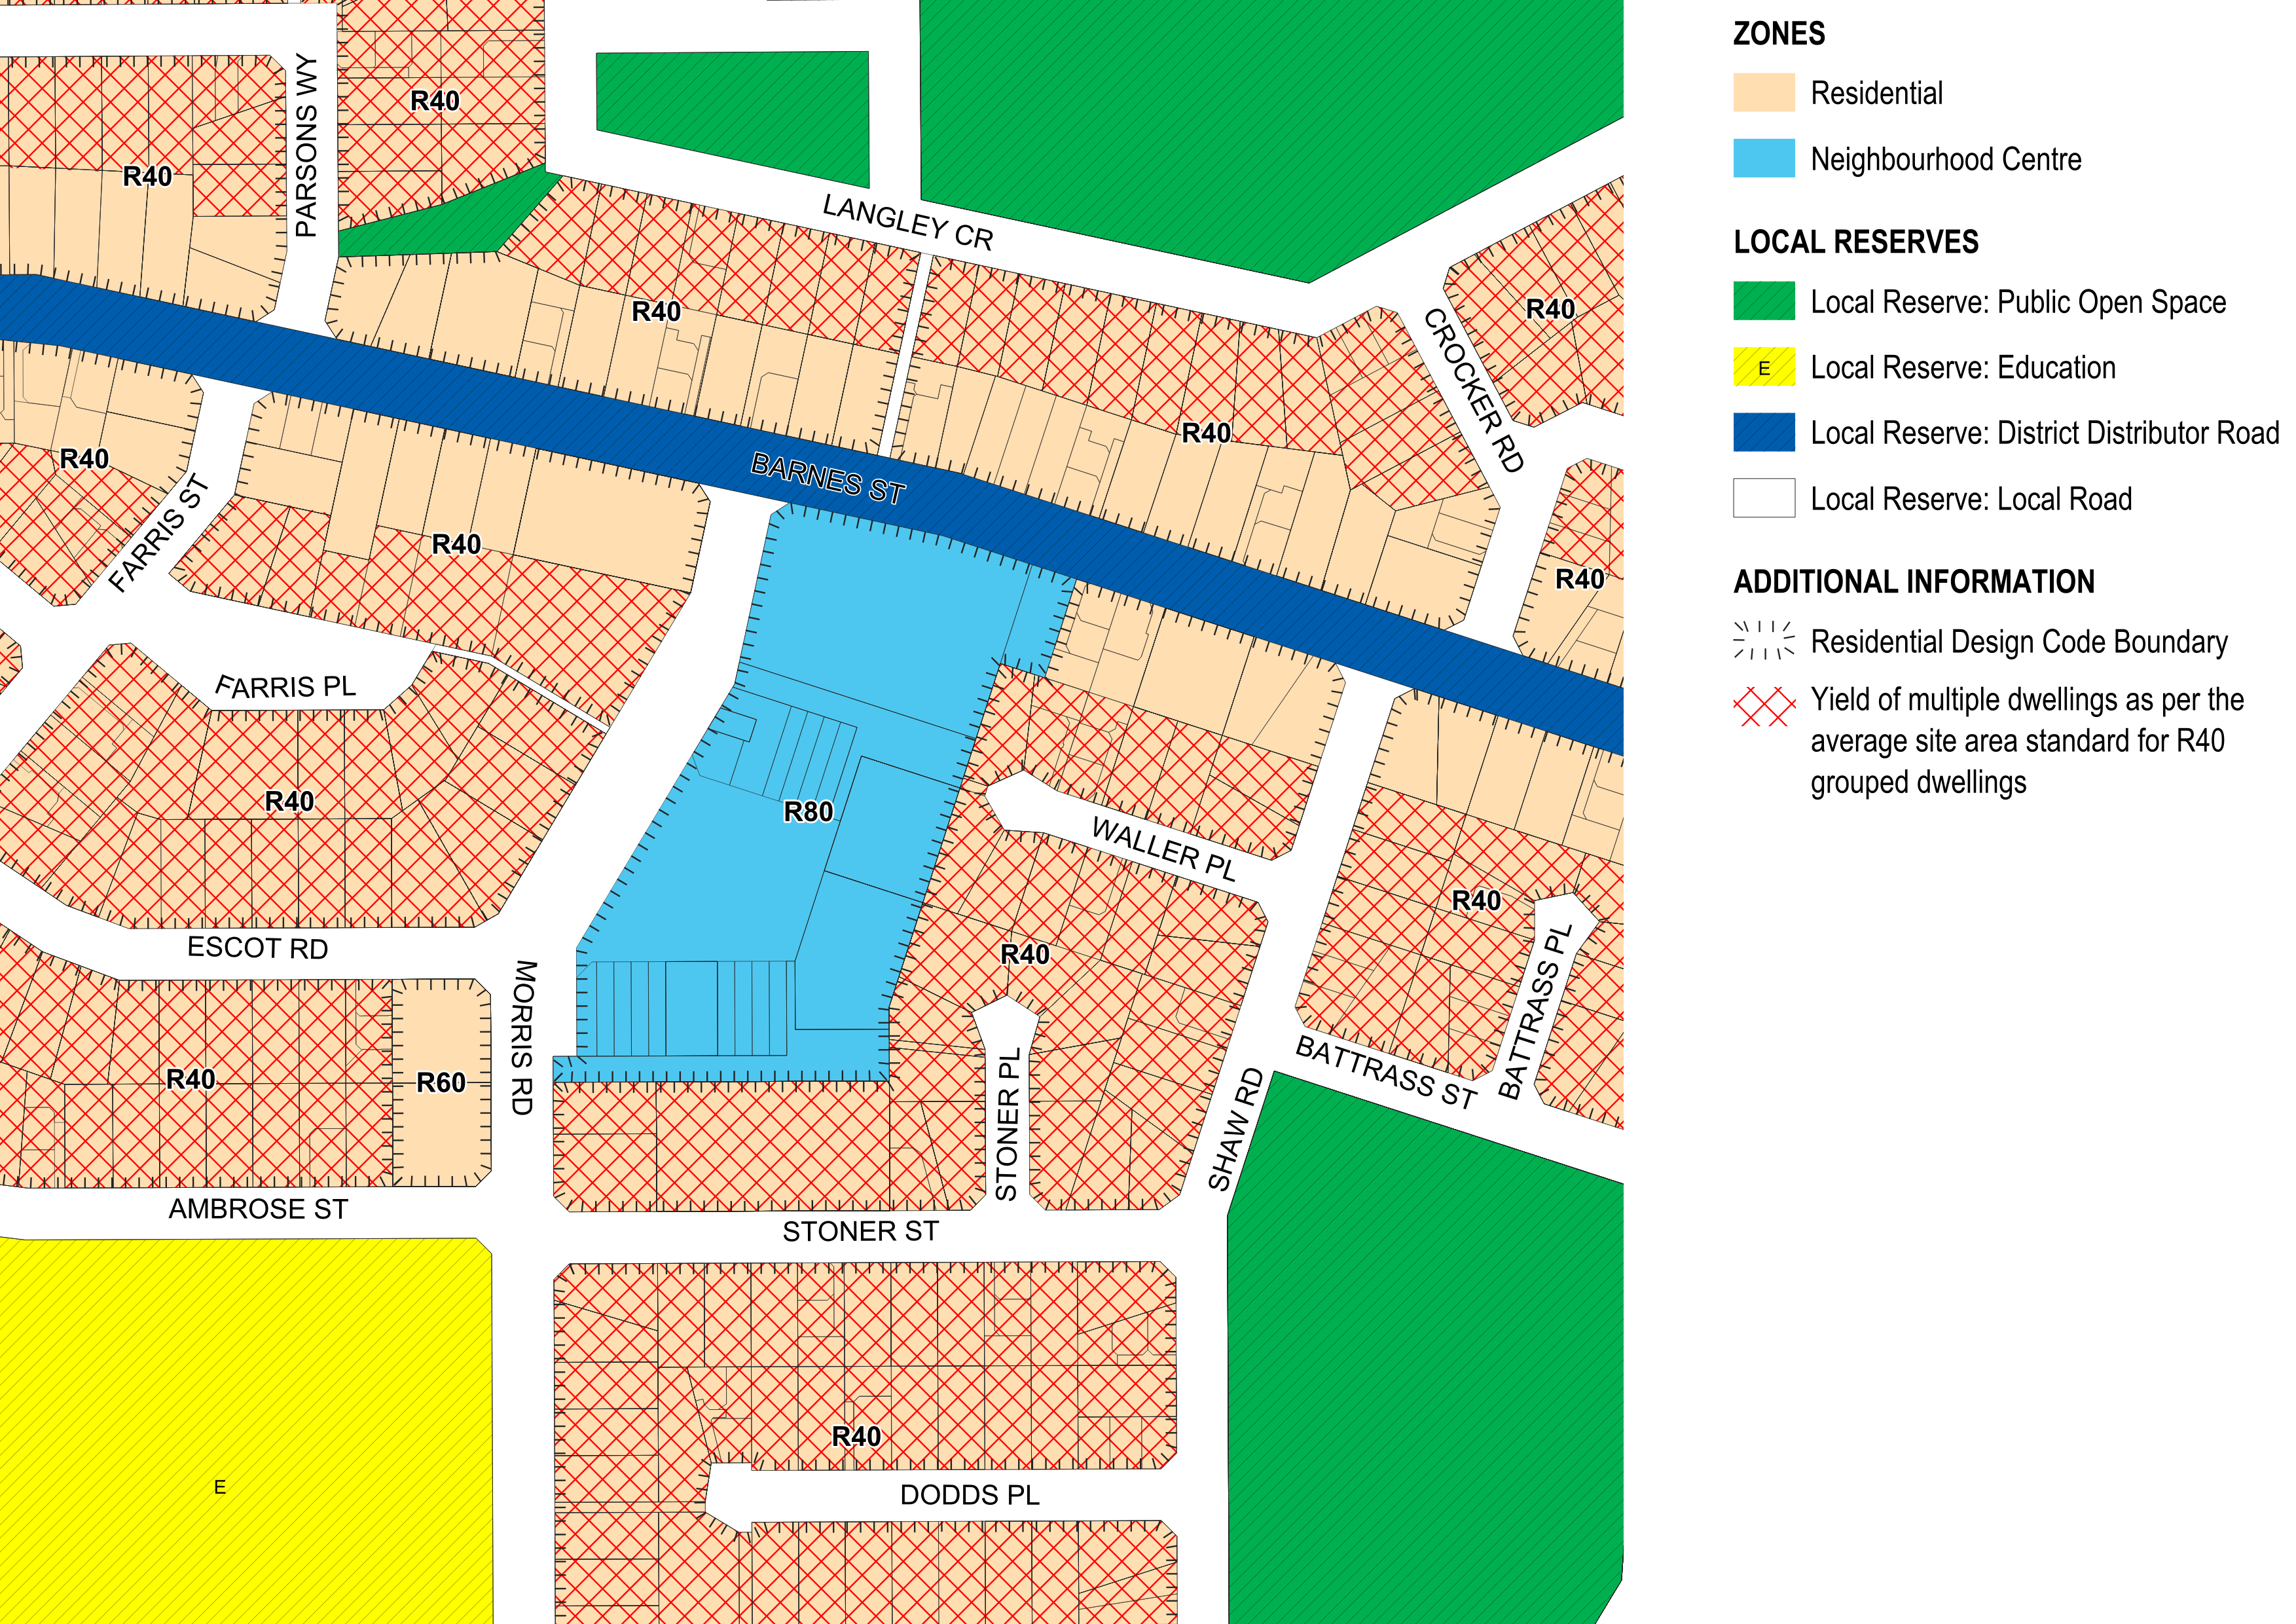 PARSONS WY
R40
R40
LANGLEY CR
R40
R40
CROCKER RD
R40
R40
R40
BARNES ST
FARRIS ST
R40
R40
FARRIS PL
R40
R80
WALLER PL
R40
R40
BATTRASS PL
ESCOT RD
MORRIS RD
R40
R60
STONER PL
SHAW RD
BATTRASS ST
AMBROSE ST
STONER ST
R40
E
DODDS PL
ZONES
Residential
Neighbourhood Centre
LOCAL RESERVES
Local Reserve: Public Open Space
E Local Reserve: Education
Local Reserve: District Distributor Road
Local Reserve: Local Road
ADDITIONAL INFORMATION
Residential Design Code Boundary
Yield of multiple dwellings as per the
average site area standard for R40
grouped dwellings